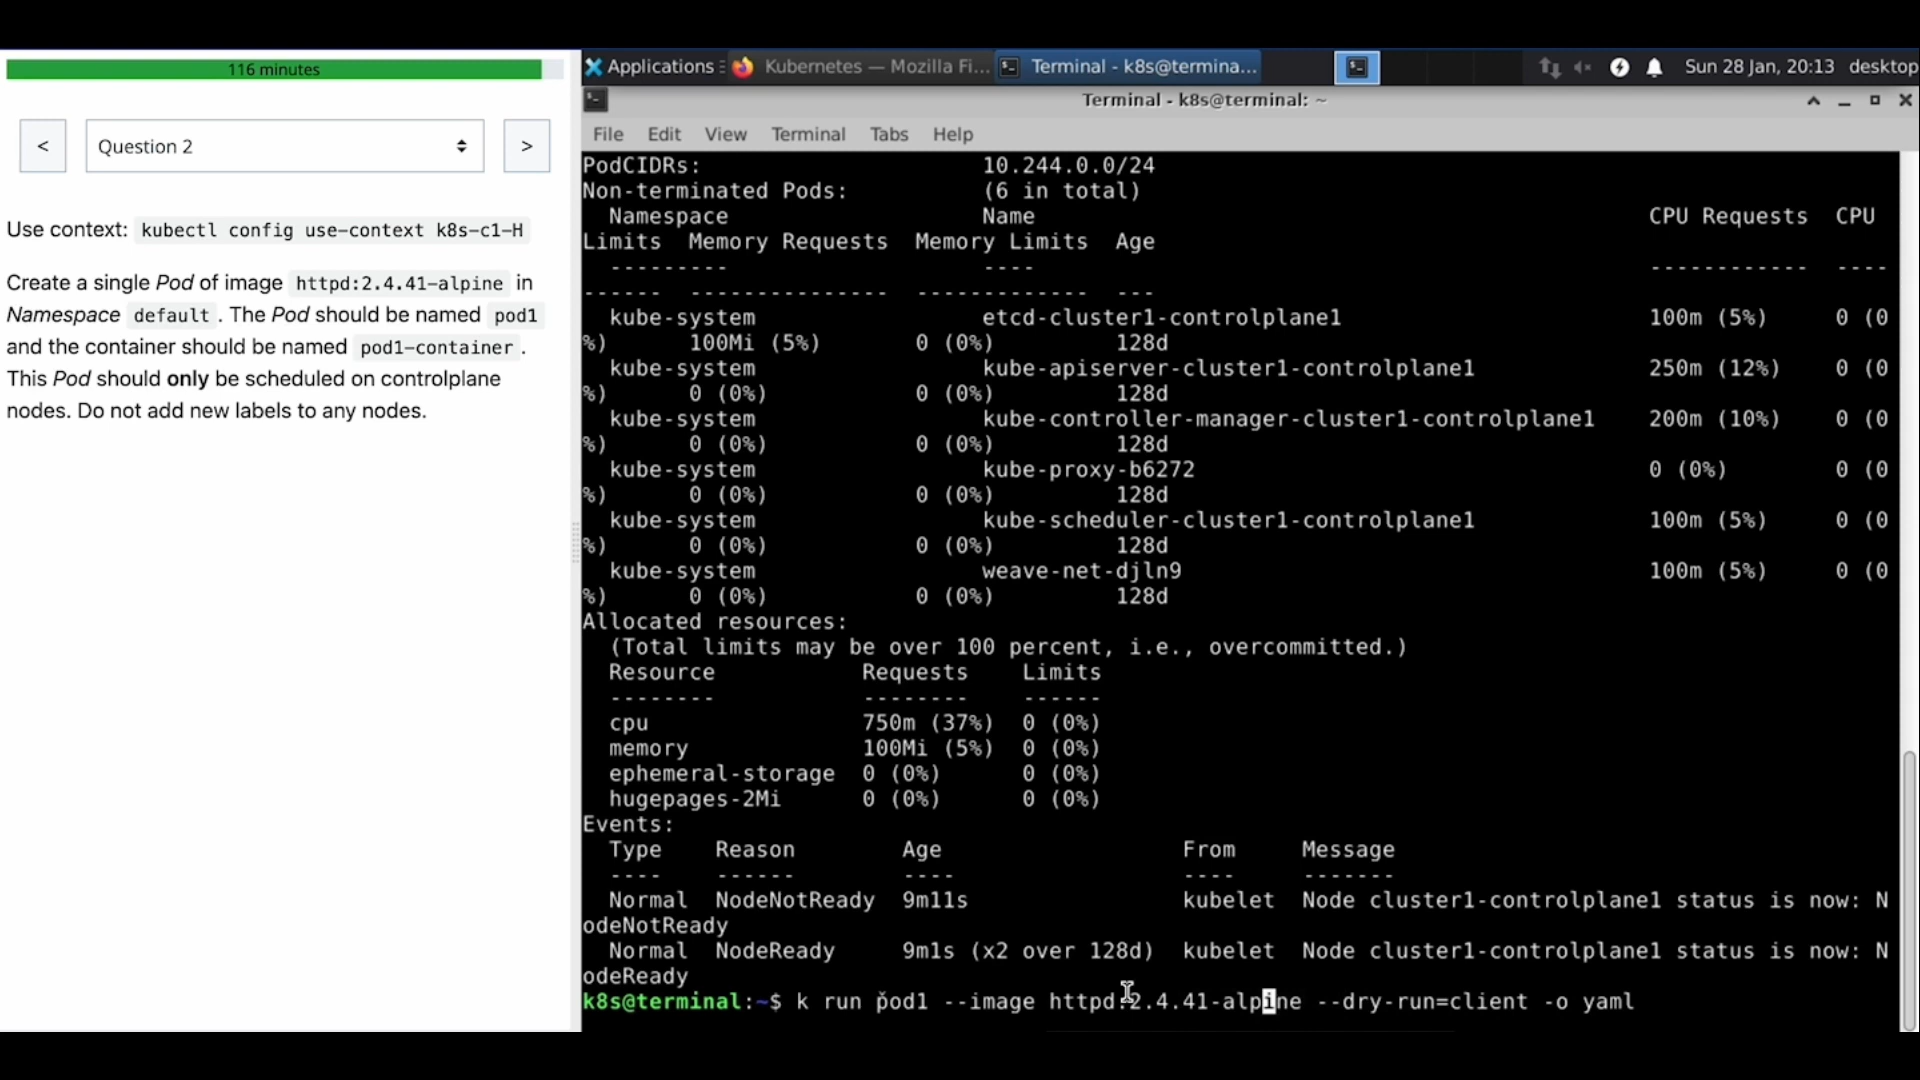 116 minutes
<
Question 2
>
Use context: kubectl config use-context k8s-c1-H
Create a single Pod of image httpd:2.4.41-alpine in
Namespace default . The Pod should be named pod1
and the container should be named pod1-container .
This Pod should only be scheduled on controlplane
nodes. Do not add new labels to any nodes.
Applications Kubernetes — Mozilla Fi... Terminal - k8s@termina... Sun 28 Jan, 20:13 desktop
Terminal - k8s@terminal: ~
File Edit View Terminal Tabs Help
PodCIDRs: 10.244.0.0/24
Non-terminated Pods: (6 in total)
Namespace Name CPU Requests CPU
Limits Memory Requests Memory Limits Age
--------- ---- ------------ ----
------ --------------- ------------- ---
kube-system etcd-cluster1-controlplane1 100m (5%) 0 (0
%) 100Mi (5%) 0 (0%) 128d
kube-system kube-apiserver-cluster1-controlplane1 250m (12%) 0 (0
%) 0 (0%) 0 (0%) 128d
kube-system kube-controller-manager-cluster1-controlplane1 200m (10%) 0 (0
%) 0 (0%) 0 (0%) 128d
kube-system kube-proxy-b6272 0 (0%) 0 (0
%) 0 (0%) 0 (0%) 128d
kube-system kube-scheduler-cluster1-controlplane1 100m (5%) 0 (0
%) 0 (0%) 0 (0%) 128d
kube-system weave-net-djln9 100m (5%) 0 (0
%) 0 (0%) 0 (0%) 128d
Allocated resources:
(Total limits may be over 100 percent, i.e., overcommitted.)
Resource Requests Limits
-------- -------- ------
cpu 750m (37%) 0 (0%)
memory 100Mi (5%) 0 (0%)
ephemeral-storage 0 (0%) 0 (0%)
hugepages-2Mi 0 (0%) 0 (0%)
Events:
Type Reason Age From Message
---- ------ ---- ---- -------
Normal NodeNotReady 9m11s kubelet Node cluster1-controlplane1 status is now: N
odeNotReady
Normal NodeReady 9m1s (x2 over 128d) kubelet Node cluster1-controlplane1 status is now: N
odeReady
k8s@terminal:~$ k run pod1 --image httpd:2.4.41-alpine --dry-run=client -o yaml